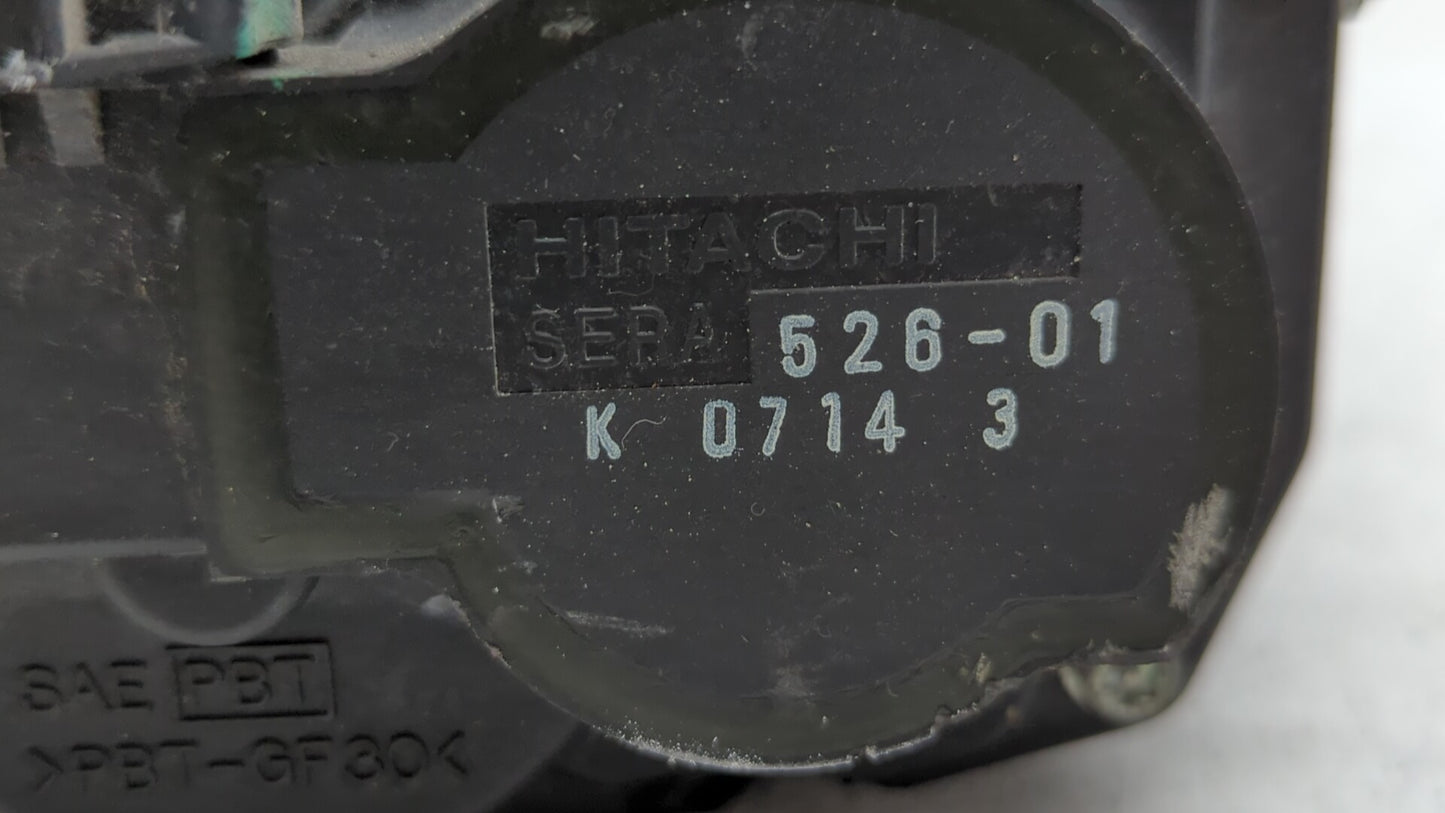 HITACHI
SERA 526-01
K 0714 3
SAE PBT
>PBT-GF30<